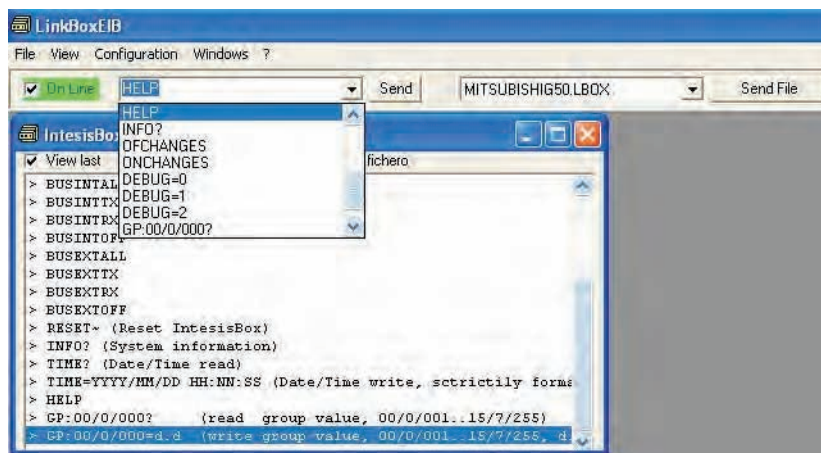 LinkBoxEIB
File View Configuration Windows ?
On Line HELP Send MITSUBISHIG50.LBOX Send File
HELP
INFO?
OFCHANGES
ONCHANGES
DEBUG=0
DEBUG=1
DEBUG=2
GP:00/0/000?
IntesisBo
View last fichero
> BUSINTAL
> BUSINTTX
> BUSINTRX
> BUSINTOF
> BUSEXTALL
> BUSEXTTX
> BUSEXTRX
> BUSEXTOFF
> RESET~ (Reset IntesisBox)
> INFO? (System information)
> TIME? (Date/Time read)
> TIME=YYYY/MM/DD HH:NN:SS (Date/Time write, sctrictily forma
> HELP
> GP:00/0/000? (read group value, 00/0/001..15/7/255)
> GP:00/0/000=d.d (write group value, 00/0/001..15/7/255, d.